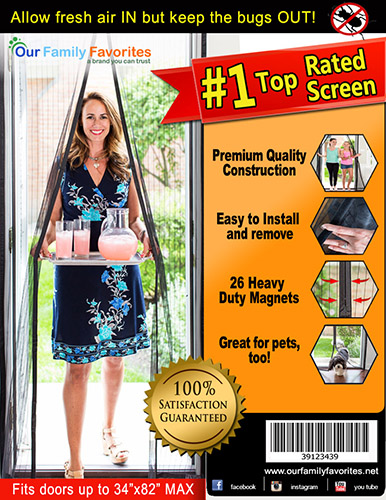 Allow fresh air IN but keep the bugs OUT!
Our Family Favorites
a brand you can trust
#1 Top Rated
Screen
Premium Quality
Construction
Easy to Install
and remove
26 Heavy
Duty Magnets
Great for pets,
too!
100%
SATISFACTION
GUARANTEED
39123439
www.ourfamilyfavorites.net
f facebook instagram You Tube you tube
Fits doors up to 34"x82" MAX